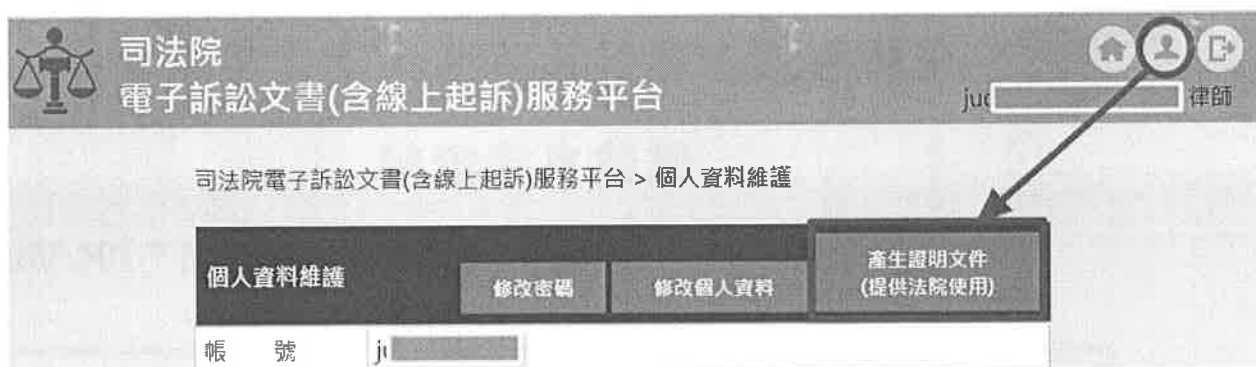 司法院
電子訴訟文書(含線上起訴)服務平台
律師
司法院電子訴訟文書(含線上起訴)服務平台 > 個人資料維護
個人資料維護
修改密碼
修改個人資料
產生證明文件
(提供法院使用)
帳 號